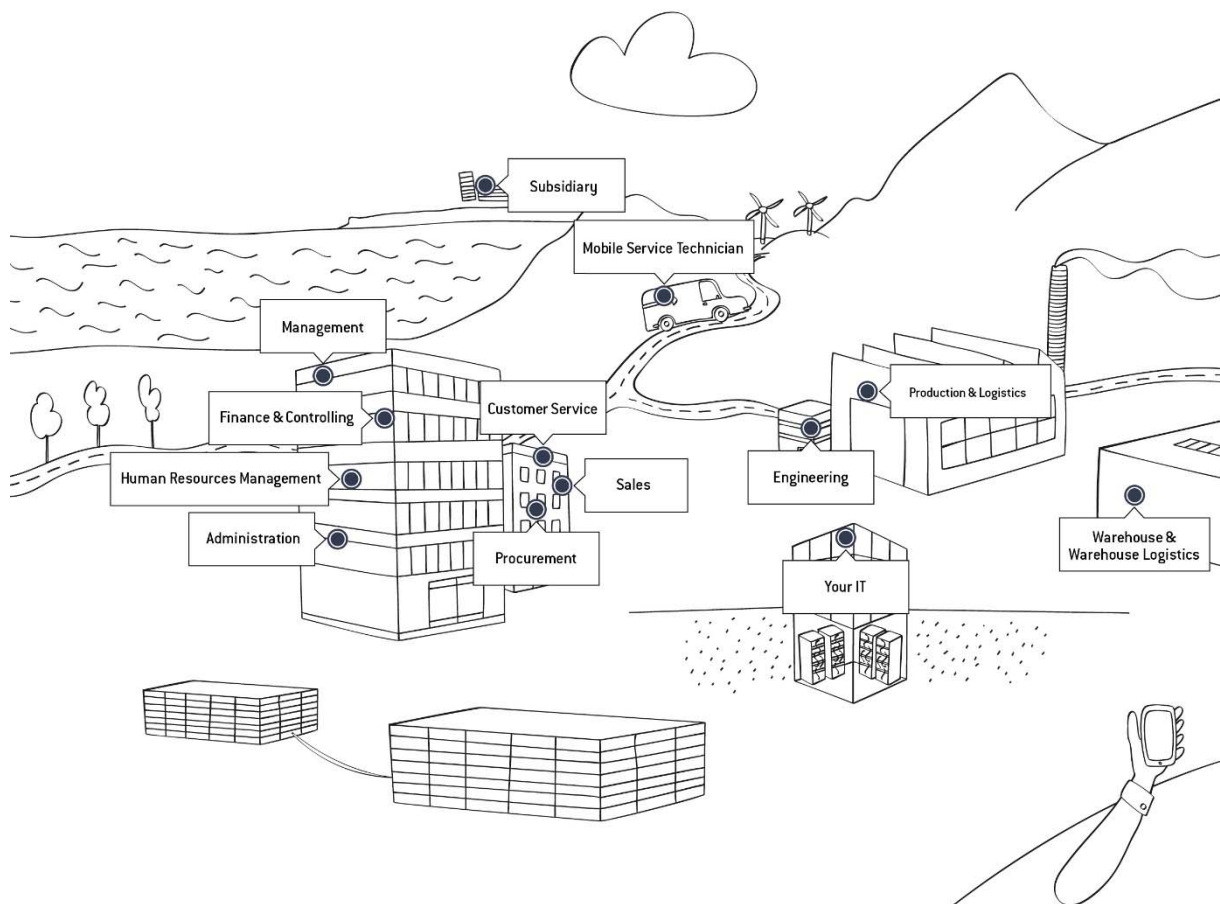 Subsidiary
Mobile Service Technician
Management
Finance & Controlling
Customer Service
Production & Logistics
Human Resources Management
Sales
Engineering
Administration
Procurement
Warehouse &
Warehouse Logistics
Your IT